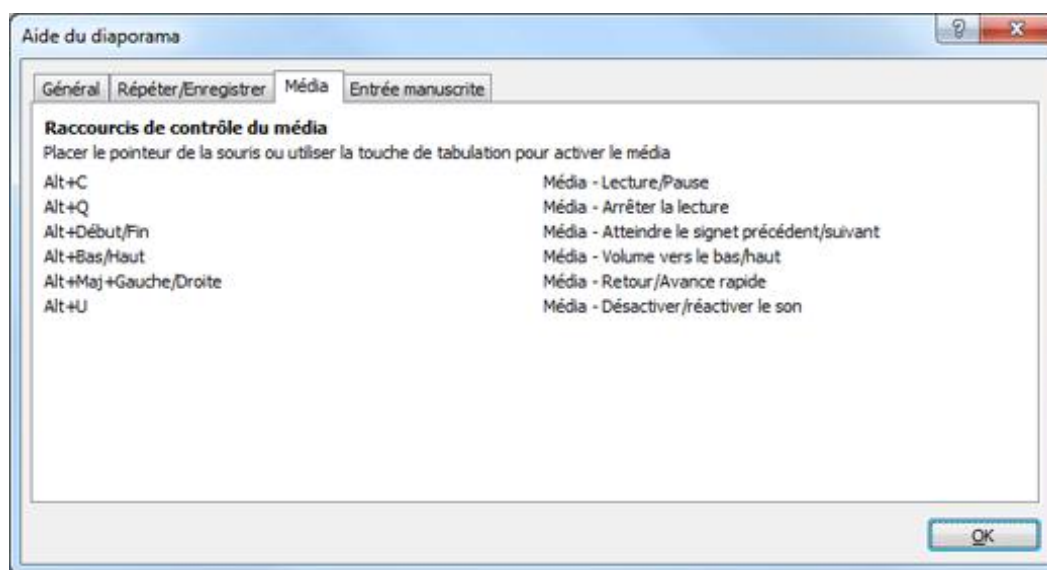 Aide du diaporama
Général Répéter/Enregistrer Média Entrée manuscrite
Raccourcis de contrôle du média
Placer le pointeur de la souris ou utiliser la touche de tabulation pour activer le média
Alt+C Média - Lecture/Pause
Alt+Q Média - Arrêter la lecture
Alt+Début/Fin Média - Atteindre le signet précédent/suivant
Alt+Bas/Haut Média - Volume vers le bas/haut
Alt+Maj+Gauche/Droite Média - Retour/Avance rapide
Alt+U Média - Désactiver/réactiver le son
OK